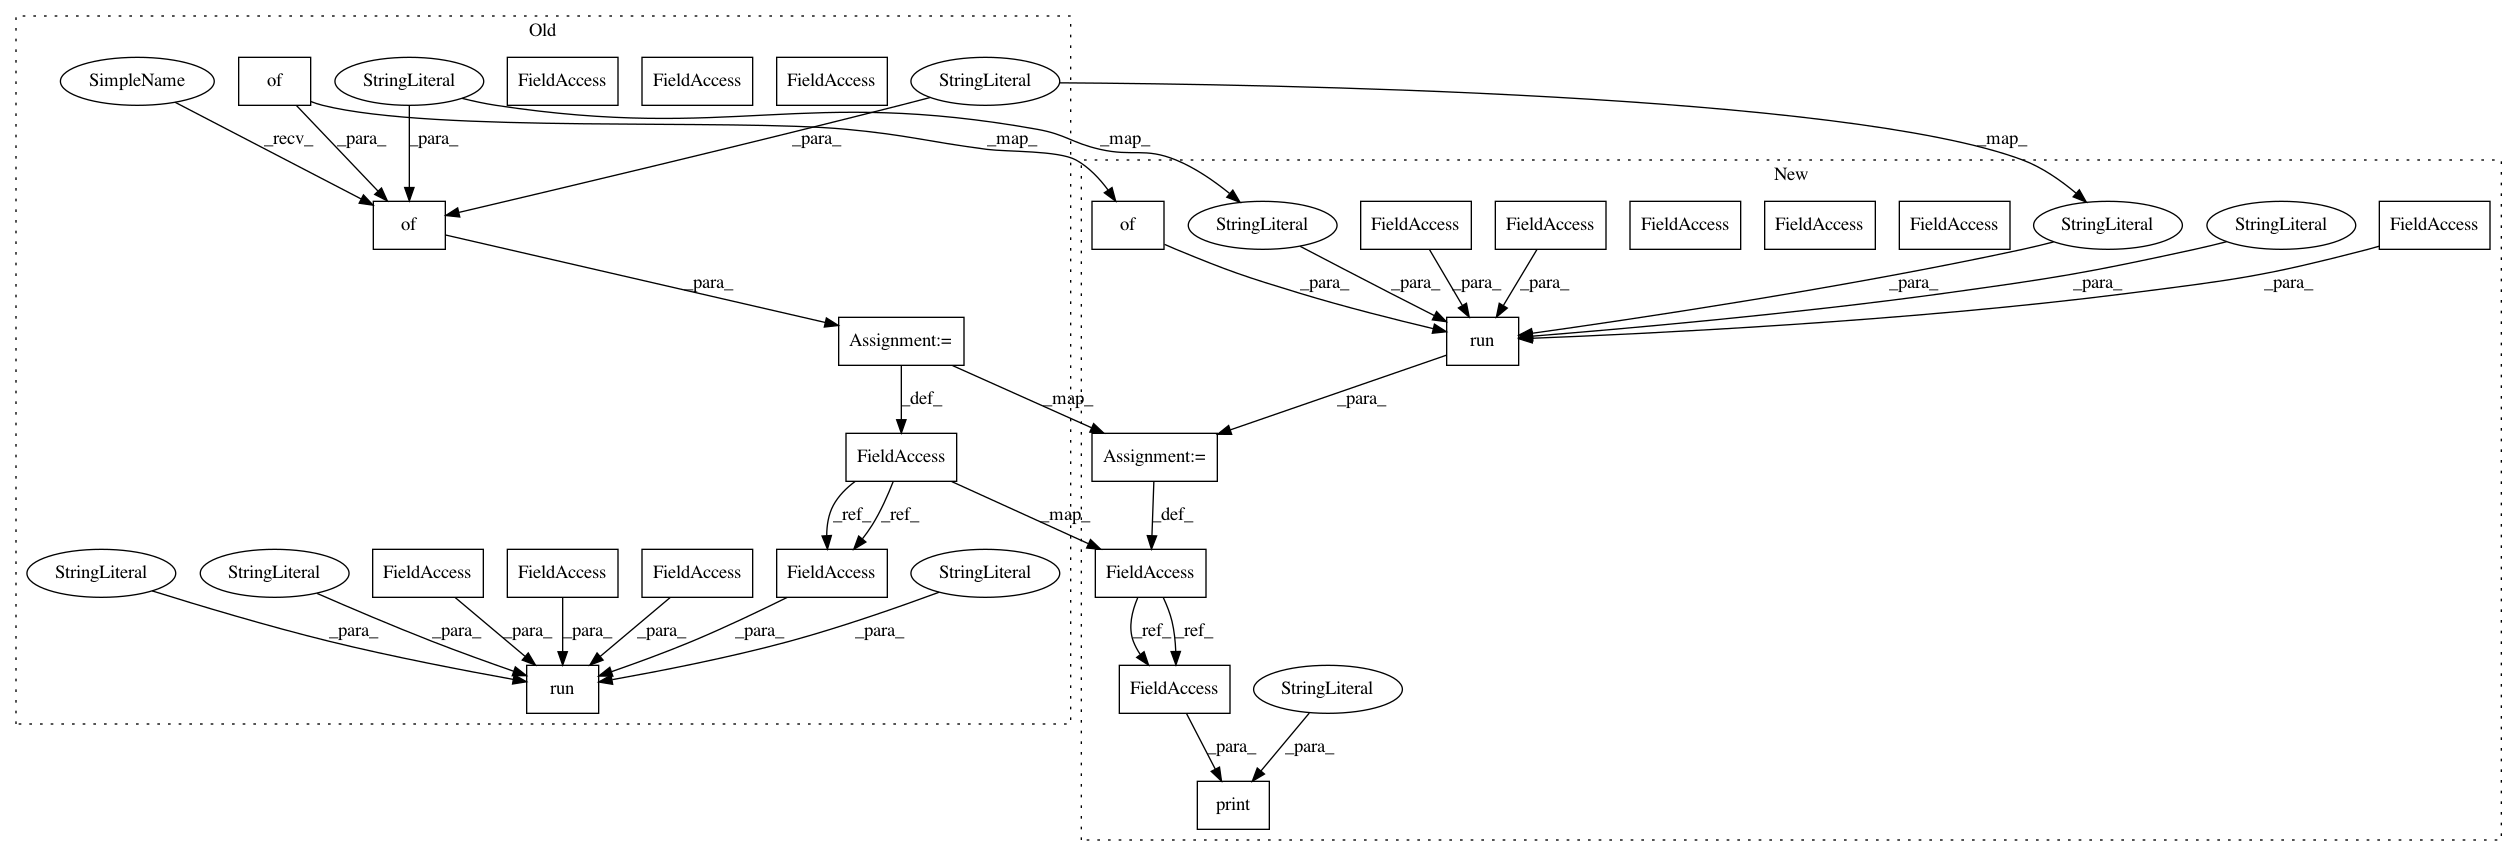 Old
SimpleName of StringLiteral FieldAccess FieldAccess FieldAccess StringLiteral
_recv_ _para_ _para_ _para_ _map_ _map_ _map_
New
of of StringLiteral FieldAccess FieldAccess FieldAccess FieldAccess FieldAccess StringLiteral StringLiteral FieldAccess
_para_ _para_ _para_ _para_ _para_ _para_ _para_ _para_
Assignment:= run
_def_ _map_ _para_
FieldAccess Assignment:=
_ref_ _ref_ _map_ _def_
StringLiteral StringLiteral FieldAccess FieldAccess FieldAccess FieldAccess StringLiteral FieldAccess
_para_ _para_ _para_ _para_ _para_ _para_ _para_ _ref_ _ref_
run FieldAccess StringLiteral
_para_ _para_
print